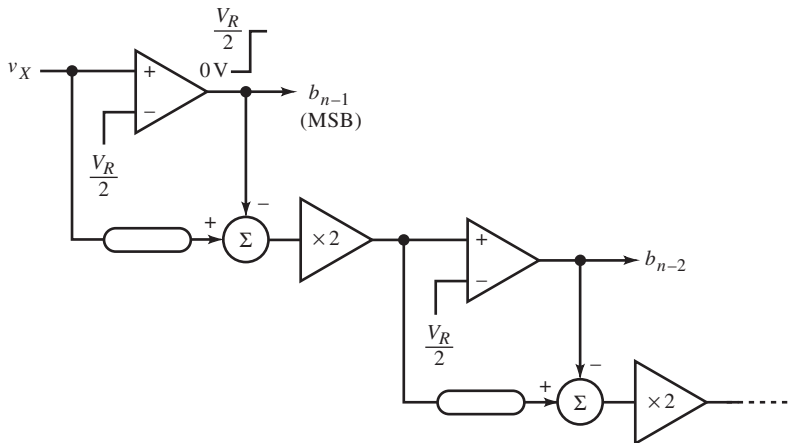 V_R
2
0 V
v_X
+
−
b_{n−1}
(MSB)
V_R
2
+
−
Σ
×2
+
−
b_{n−2}
V_R
2
+
−
Σ
×2